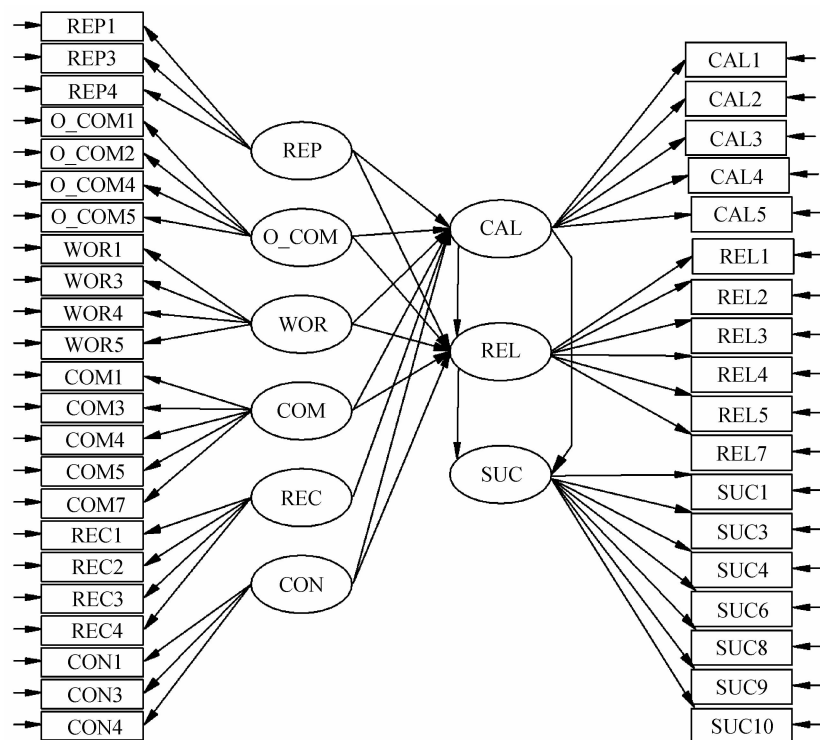 REP1
REP3
REP4
O_COM1
O_COM2
O_COM4
O_COM5
WOR1
WOR3
WOR4
WOR5
COM1
COM3
COM4
COM5
COM7
REC1
REC2
REC3
REC4
CON1
CON3
CON4
REP
O_COM
WOR
COM
REC
CON
CAL
REL
SUC
CAL1
CAL2
CAL3
CAL4
CAL5
REL1
REL2
REL3
REL4
REL5
REL7
SUC1
SUC3
SUC4
SUC6
SUC8
SUC9
SUC10